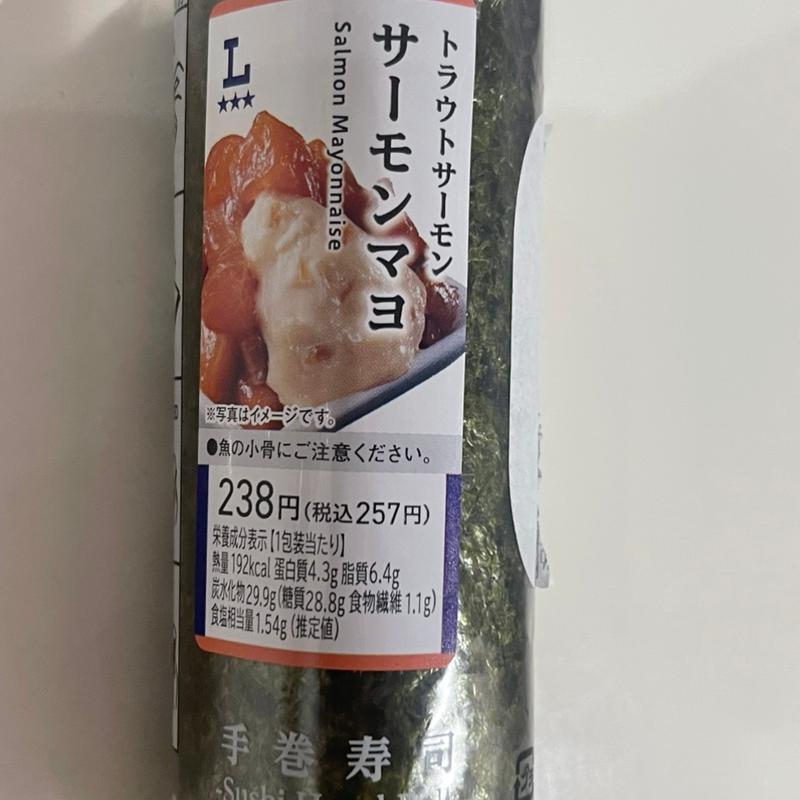 L
★★★
トラウトサーモン
サーモンマヨ
Salmon Mayonnaise
※写真はイメージです。
●魚の小骨にご注意ください。
238円(税込257円)
栄養成分表示【1包装当たり】
熱量192kcal 蛋白質4.3g 脂質6.4g
炭水化物29.9g(糖質28.8g 食物繊維1.1g)
食塩相当量1.54g(推定値)
手巻寿司